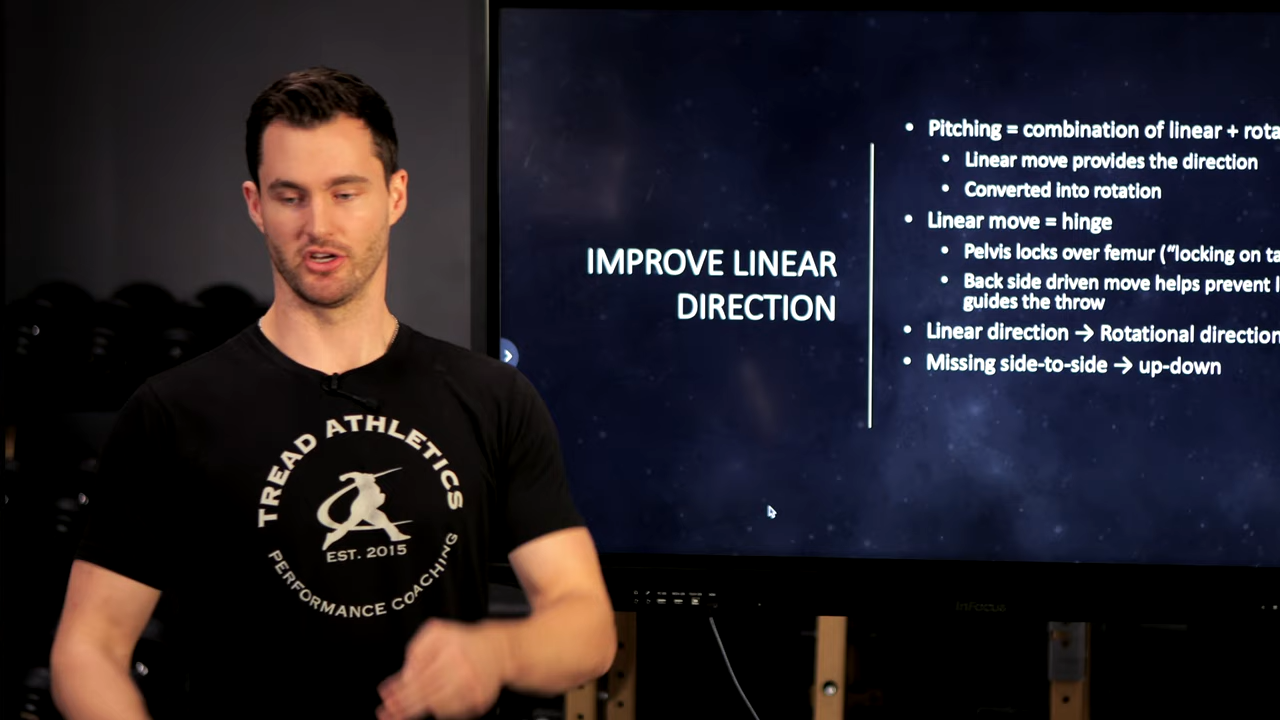 TREAD ATHLETICS
EST. 2015
PERFORMANCE COACHING
IMPROVE LINEAR
DIRECTION
• Pitching = combination of linear +
• Linear move provides the direction
• Converted into rotation
• Linear move = hinge
• Pelvis locks over femur ("locking on
• Back side driven move helps prevent
guides the throw
• Linear direction → Rotational direction
• Missing side-to-side → up-down
InFocus